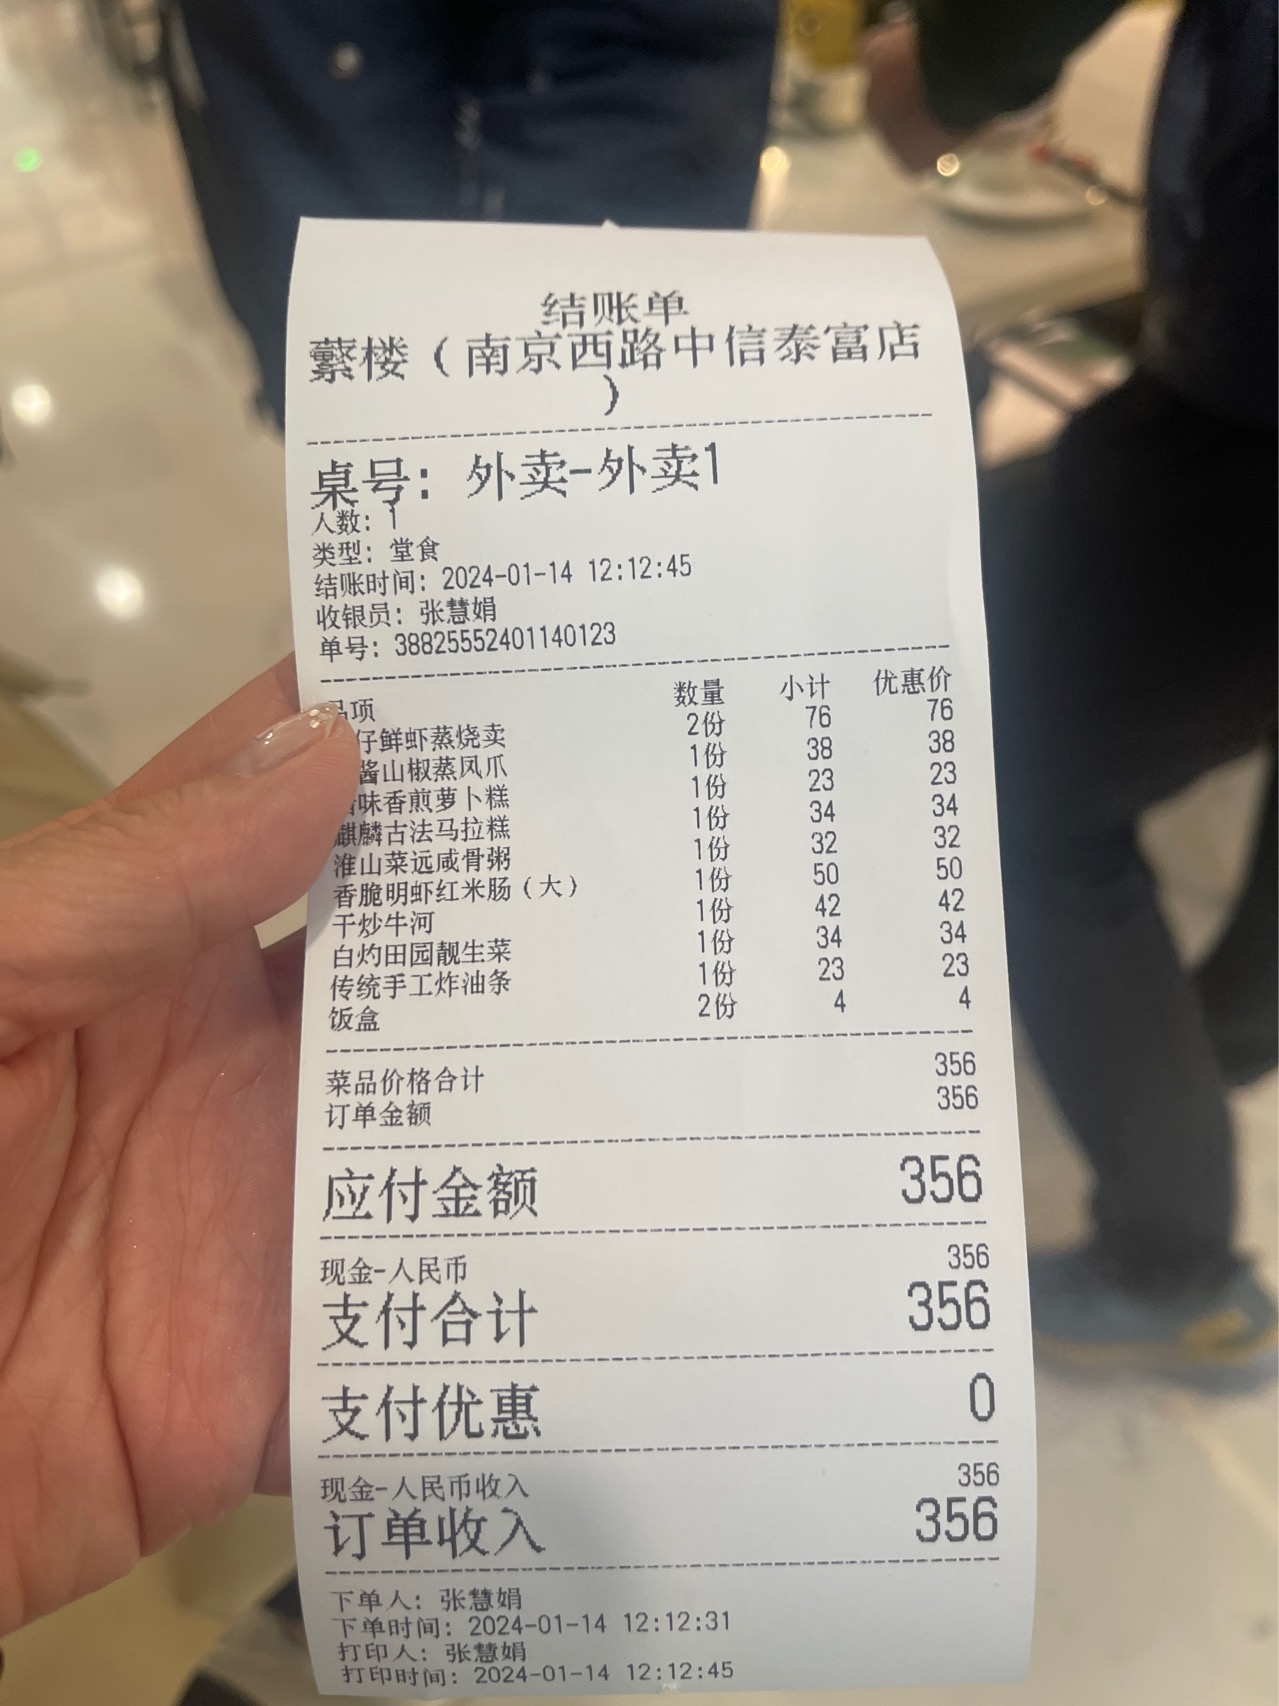 结账单
蘩楼（南京西路中信泰富店
）
桌号：外卖-外卖1
人数：1
类型：堂食
结账时间：2024-01-14 12:12:45
收银员：张慧娟
单号：38825552401140123
项 数量 小计 优惠价
仔鲜虾蒸烧卖 2份 76 76
酱山椒蒸凤爪 1份 38 38
味香煎萝卜糕 1份 23 23
麒麟古法马拉糕 1份 34 34
淮山菜远咸骨粥 1份 32 32
香脆明虾红米肠（大） 1份 50 50
干炒牛河 1份 42 42
白灼田园靓生菜 1份 34 34
传统手工炸油条 1份 23 23
饭盒 2份 4 4
菜品价格合计 356
订单金额 356
应付金额 356
现金-人民币 356
支付合计 356
支付优惠 0
现金-人民币收入 356
订单收入 356
下单人：张慧娟
下单时间：2024-01-14 12:12:31
打印人：张慧娟
打印时间：2024-01-14 12:12:45